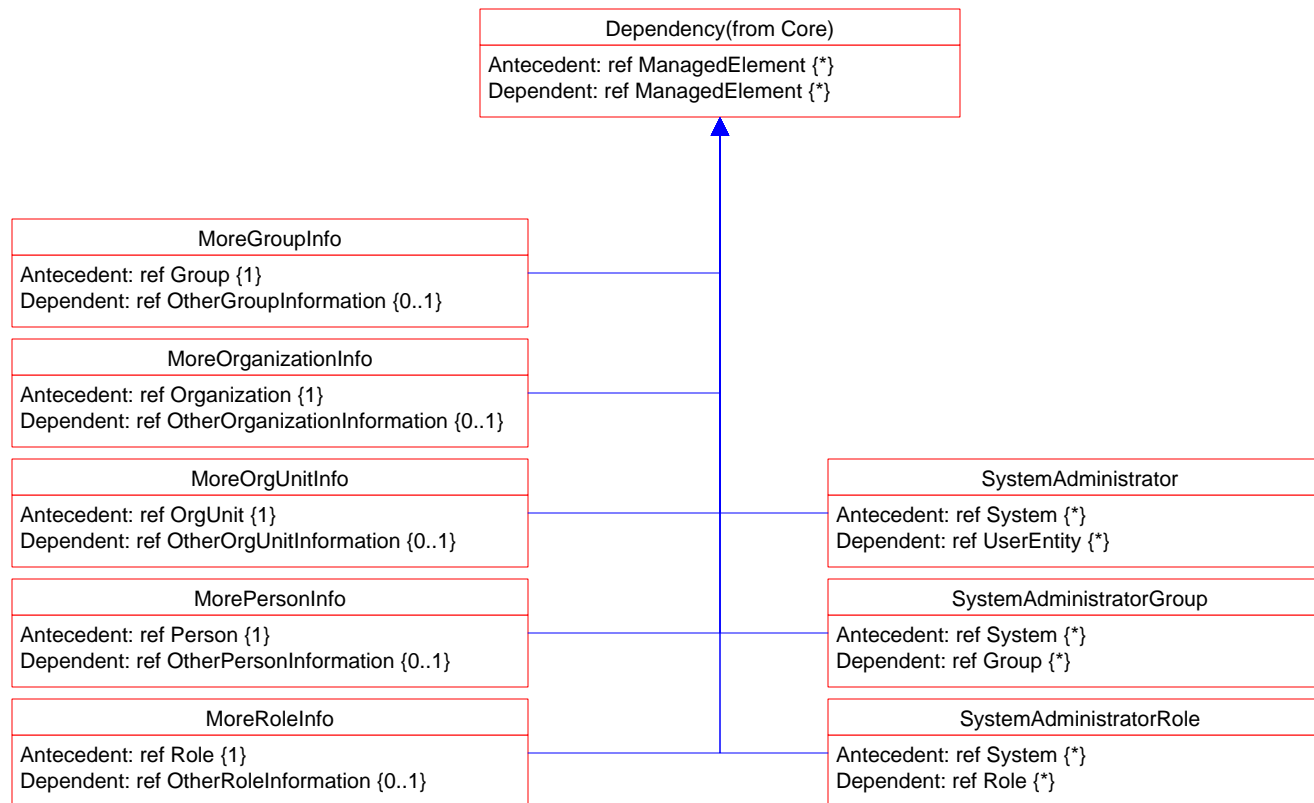 Dependency(from Core)
Antecedent: ref ManagedElement {*}
Dependent: ref ManagedElement {*}
MoreGroupInfo
Antecedent: ref Group {1}
Dependent: ref OtherGroupInformation {0..1}
MoreOrganizationInfo
Antecedent: ref Organization {1}
Dependent: ref OtherOrganizationInformation {0..1}
MoreOrgUnitInfo
Antecedent: ref OrgUnit {1}
Dependent: ref OtherOrgUnitInformation {0..1}
MorePersonInfo
Antecedent: ref Person {1}
Dependent: ref OtherPersonInformation {0..1}
MoreRoleInfo
Antecedent: ref Role {1}
Dependent: ref OtherRoleInformation {0..1}
SystemAdministrator
Antecedent: ref System {*}
Dependent: ref UserEntity {*}
SystemAdministratorGroup
Antecedent: ref System {*}
Dependent: ref Group {*}
SystemAdministratorRole
Antecedent: ref System {*}
Dependent: ref Role {*}